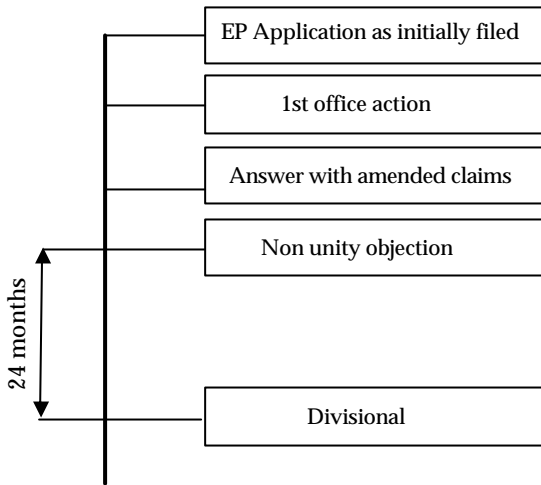 EP Application as initially filed
1st office action
Answer with amended claims
Non unity objection
24 months
Divisional